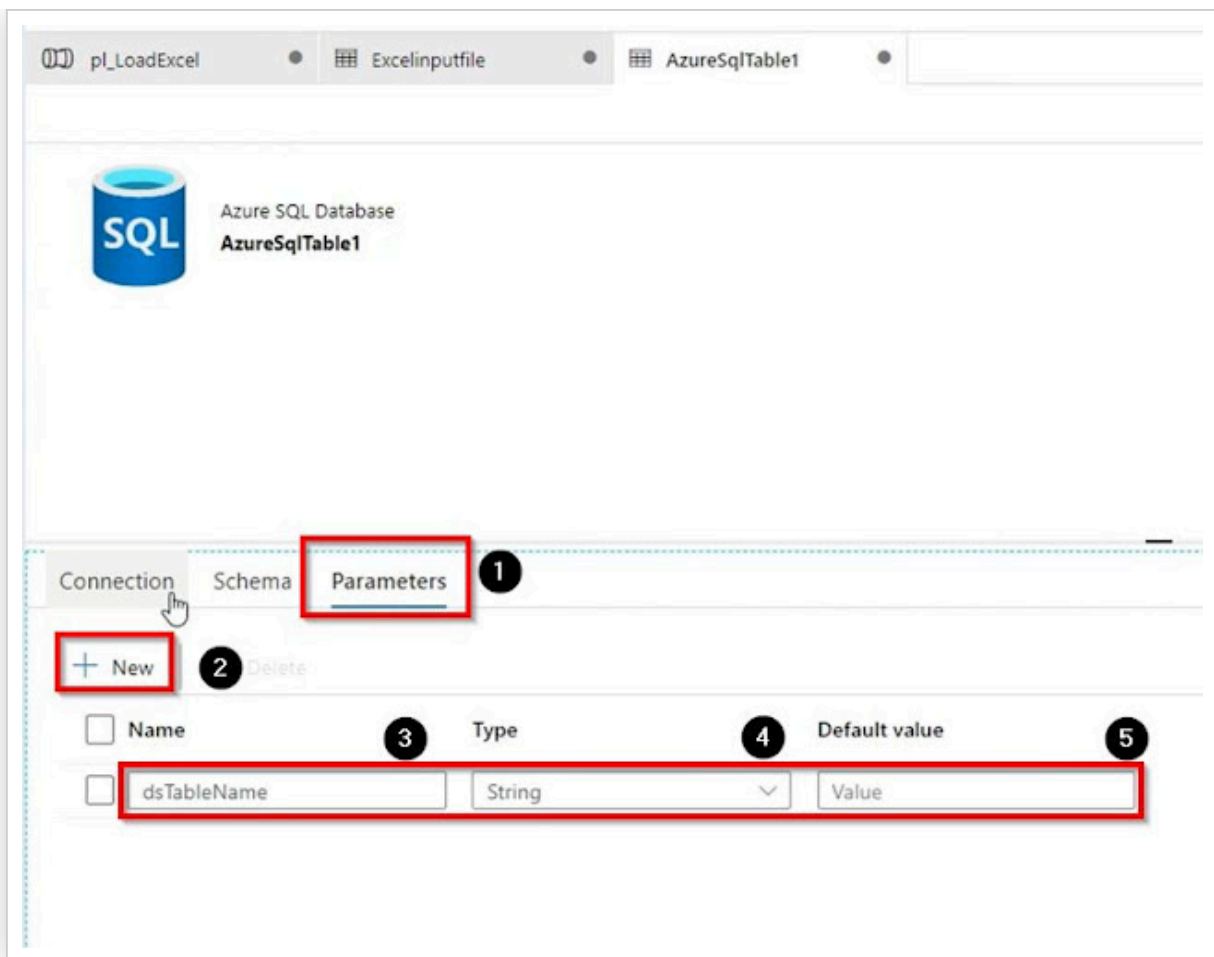 pl_LoadExcel Excelinputfile AzureSqlTable1
SQL
Azure SQL Database
AzureSqlTable1
Connection Schema Parameters 1
+ New 2 Delete
Name 3 Type 4 Default value 5
dsTableName String Value